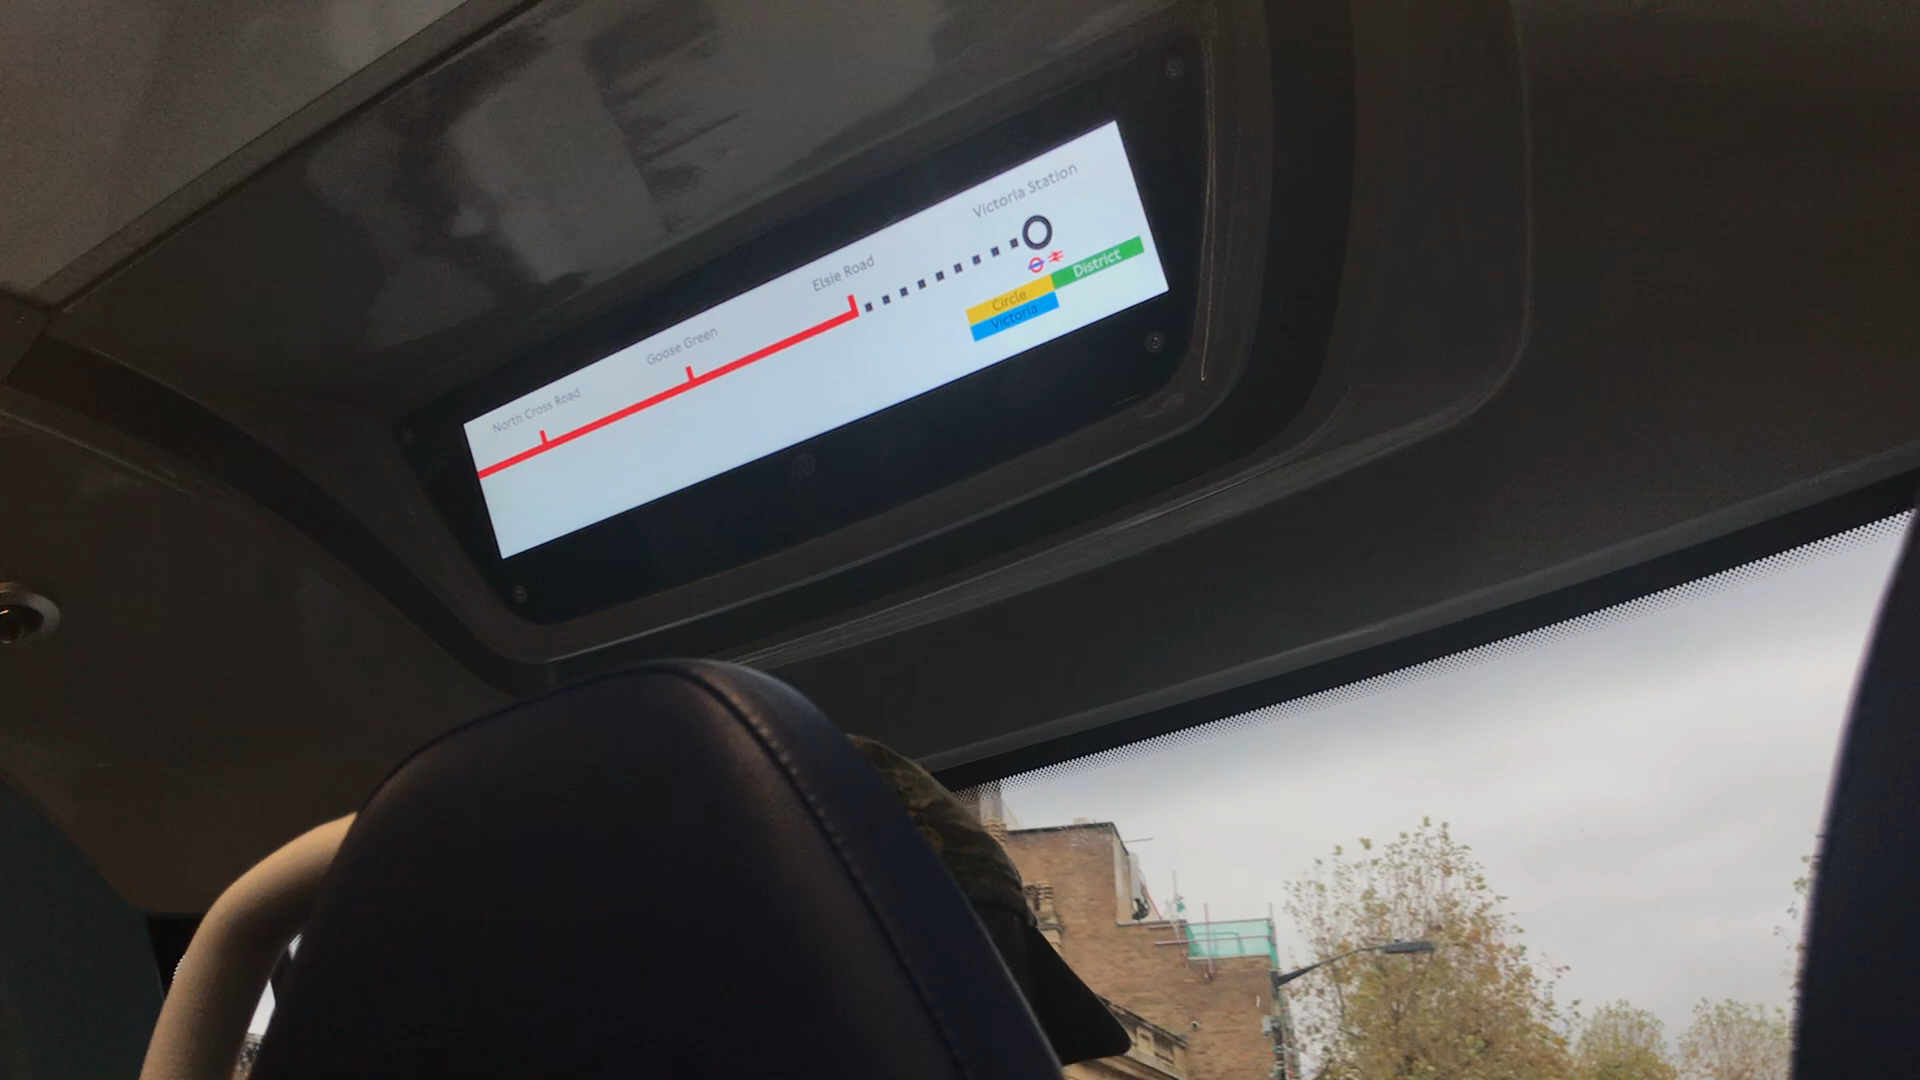 North Cross Road
Goose Green
Elsie Road
Victoria Station
District
Circle
Victoria